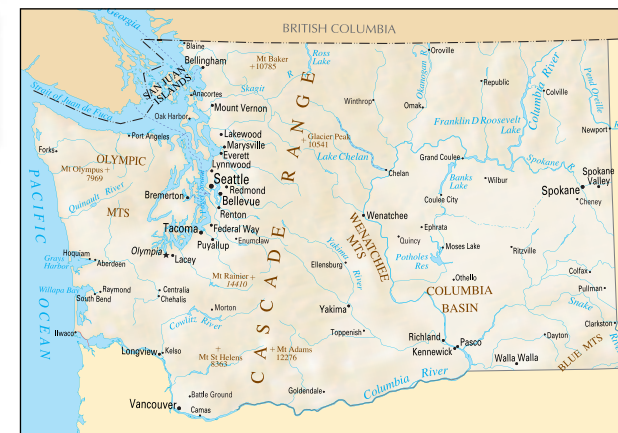 BRITISH COLUMBIA
Georgia
Blaine
Bellingham
Mt Baker
10785
Ross
Lake
Oroville
Okanogan R
Republic
Columbia River
Colville
Pend Oreille
SAN JUAN
ISLANDS
Anacortes
Skagit
R
Winthrop
Omak
Strait of Juan de Fuca
Mount Vernon
Oak Harbor
Franklin D Roosevelt
Lake
Newport
Port Angeles
Lakewood
Marysville
Everett
Lynnwood
Glacier Peak
10541
Lake Chelan
Forks
OLYMPIC
MTS
Mt Olympus
7969
Chelan
Grand Coulee
Spokane R
Spokane
Valley
Seattle
Redmond
Bellevue
Renton
Banks
Lake
Wilbur
Spokane
Cheney
PACIFIC
OCEAN
Quinault River
Bremerton
Coulee City
Tacoma
Federal Way
Puyallup
Enumclaw
Wenatchee
WENATCHEE
MTS
Ephrata
Quincy
Moses Lake
Ritzville
Olympia
Lacey
CASCADE RANGE
Yakima
River
Potholes
Res
Hoquiam
Grays
Harbor
Aberdeen
Ellensburg
Mt Rainier
14410
Othello
Colfax
Willapa Bay
Raymond
South Bend
Centralia
Chehalis
COLUMBIA
BASIN
Pullman
Morton
Cowlitz River
Yakima
Snake
Ilwaco
Toppenish
Richland
Kennewick
Pasco
Clarkston
Dayton
Longview
Kelso
Mt St Helens
8363
Mt Adams
12276
Walla Walla
BLUE MTS
Columbia River
Goldendale
Battle Ground
Vancouver
Camas